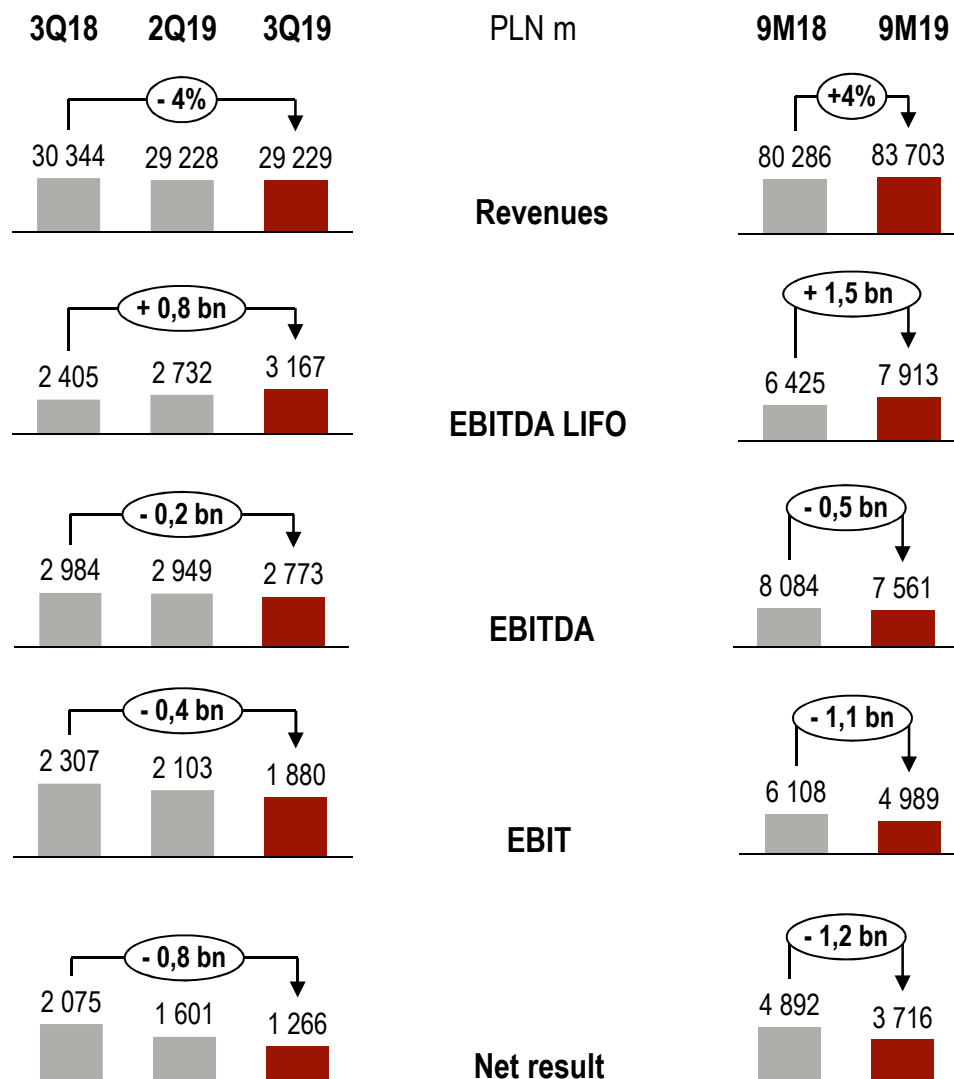 3Q18 2Q19 3Q19 PLN m 9M18 9M19
- 4% +4%
30 344 29 228 29 229 80 286 83 703
Revenues
+ 0,8 bn + 1,5 bn
2 405 2 732 3 167 6 425 7 913
EBITDA LIFO
- 0,2 bn - 0,5 bn
2 984 2 949 2 773 8 084 7 561
EBITDA
- 0,4 bn - 1,1 bn
2 307 2 103 1 880 6 108 4 989
EBIT
- 0,8 bn - 1,2 bn
2 075 1 601 1 266 4 892 3 716
Net result